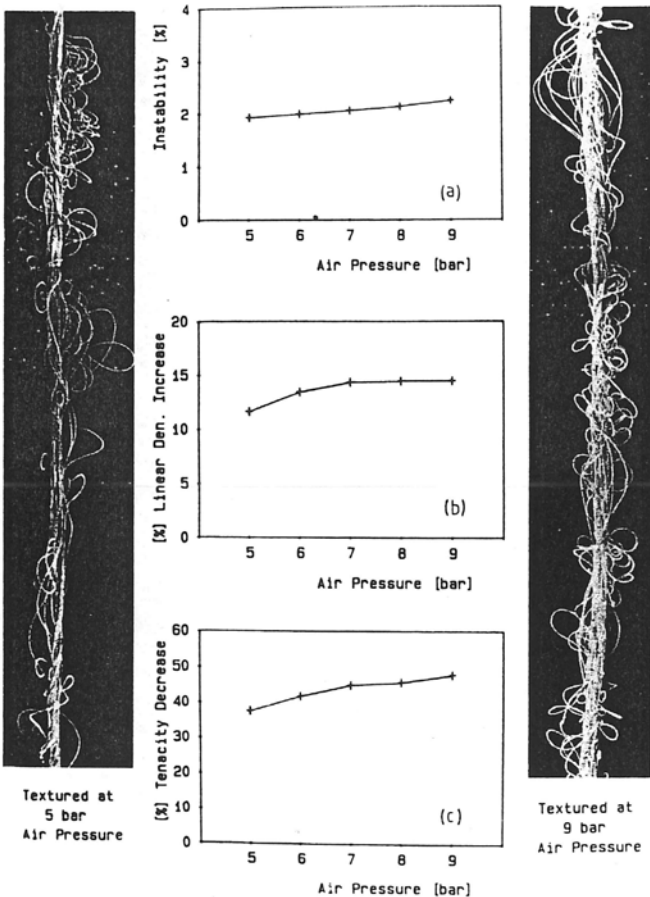 Instability [%]
4
3
2
1
0
(a)
5 6 7 8 9
Air Pressure [bar]
[%] Linear Den. Increase
20
15
10
5
0
(b)
5 6 7 8 9
Air Pressure [bar]
[%] Tenacity Decrease
60
50
40
30
20
10
0
(c)
5 6 7 8 9
Air Pressure [bar]
Textured at
5 bar
Air Pressure
Textured at
9 bar
Air Pressure